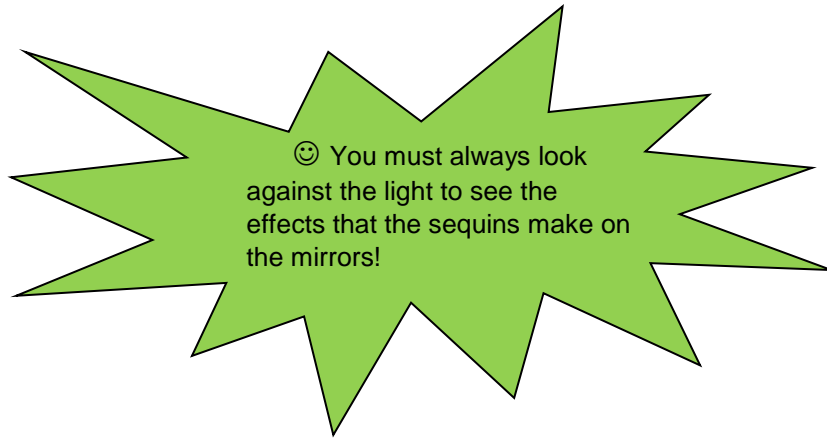 ☺ You must always look
against the light to see the
effects that the sequins make on
the mirrors!